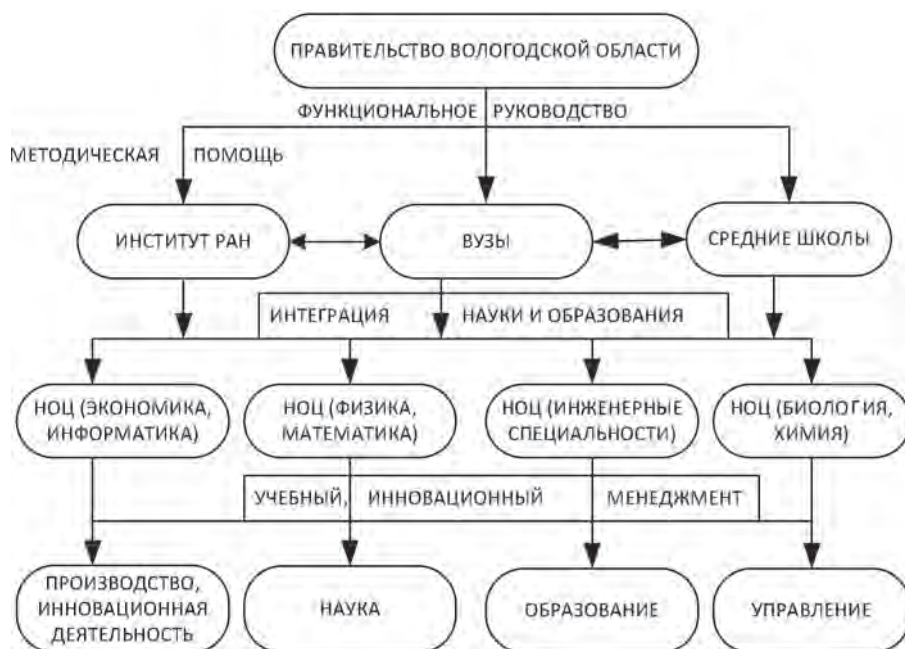 ПРАВИТЕЛЬСТВО ВОЛОГОДСКОЙ ОБЛАСТИ
ФУНКЦИОНАЛЬНОЕ РУКОВОДСТВО
МЕТОДИЧЕСКАЯ ПОМОЩЬ
ИНСТИТУТ РАН
ВУЗЫ
СРЕДНИЕ ШКОЛЫ
ИНТЕГРАЦИЯ НАУКИ И ОБРАЗОВАНИЯ
НОЦ (ЭКОНОМИКА,
ИНФОРМАТИКА)
НОЦ (ФИЗИКА,
МАТЕМАТИКА)
НОЦ (ИНЖЕНЕРНЫЕ
СПЕЦИАЛЬНОСТИ)
НОЦ (БИОЛОГИЯ,
ХИМИЯ)
УЧЕБНЫЙ, ИННОВАЦИОННЫЙ МЕНЕДЖМЕНТ
ПРОИЗВОДСТВО,
ИННОВАЦИОННАЯ
ДЕЯТЕЛЬНОСТЬ
НАУКА
ОБРАЗОВАНИЕ
УПРАВЛЕНИЕ